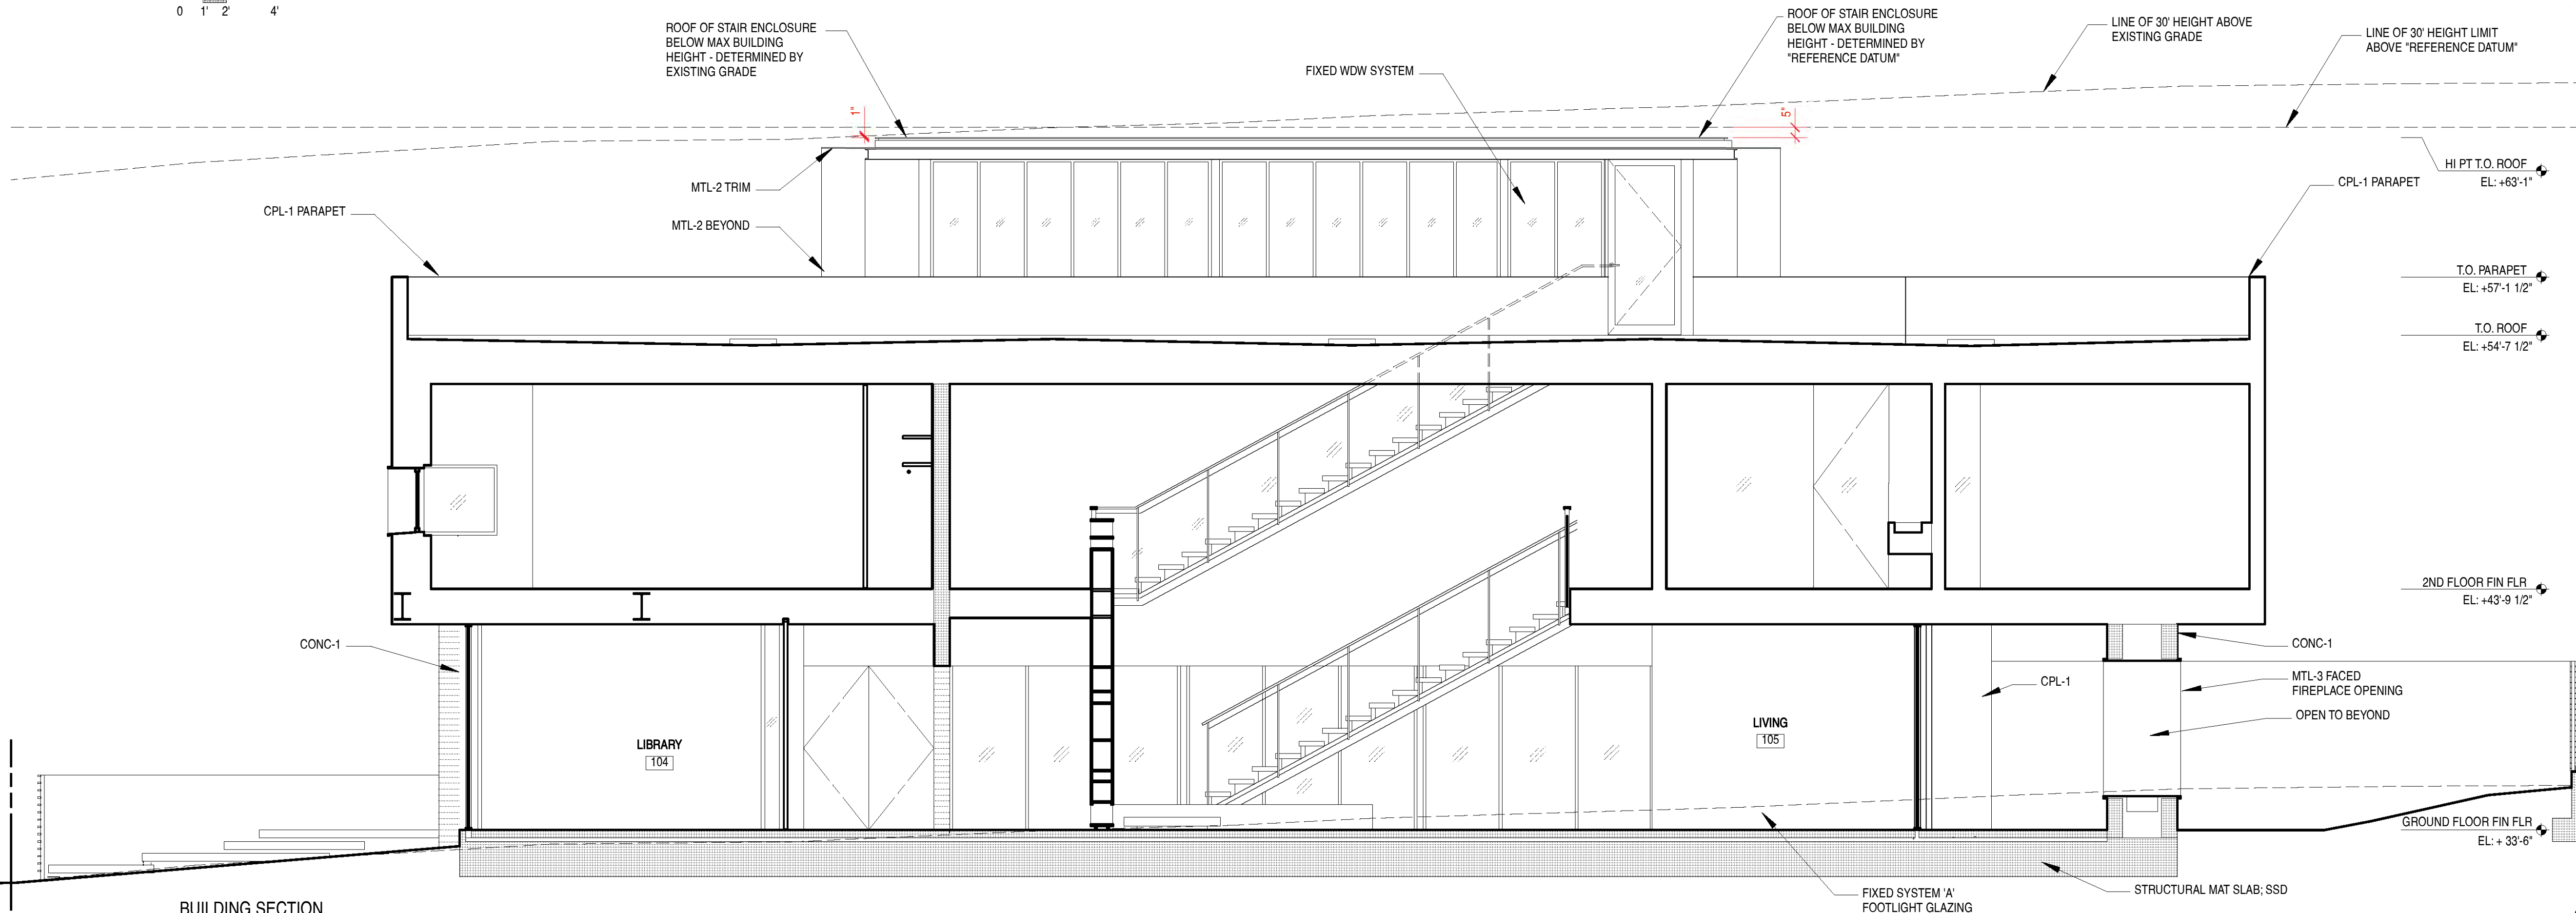 0 1' 2' 4'
ROOF OF STAIR ENCLOSURE
BELOW MAX BUILDING
HEIGHT - DETERMINED BY
EXISTING GRADE
ROOF OF STAIR ENCLOSURE
BELOW MAX BUILDING
HEIGHT - DETERMINED BY
"REFERENCE DATUM"
LINE OF 30' HEIGHT ABOVE
EXISTING GRADE
LINE OF 30' HEIGHT LIMIT
ABOVE "REFERENCE DATUM"
FIXED WDW SYSTEM
1"
5"
HI PT T.O. ROOF
EL: +63'-1"
MTL-2 TRIM
CPL-1 PARAPET
CPL-1 PARAPET
MTL-2 BEYOND
T.O. PARAPET
EL: +57'-1 1/2"
T.O. ROOF
EL: +54'-7 1/2"
2ND FLOOR FIN FLR
EL: +43'-9 1/2"
CONC-1
CONC-1
MTL-3 FACED
FIREPLACE OPENING
CPL-1
OPEN TO BEYOND
LIBRARY
104
LIVING
105
GROUND FLOOR FIN FLR
EL: + 33'-6"
STRUCTURAL MAT SLAB; SSD
FIXED SYSTEM 'A'
FOOTLIGHT GLAZING
BUILDING SECTION